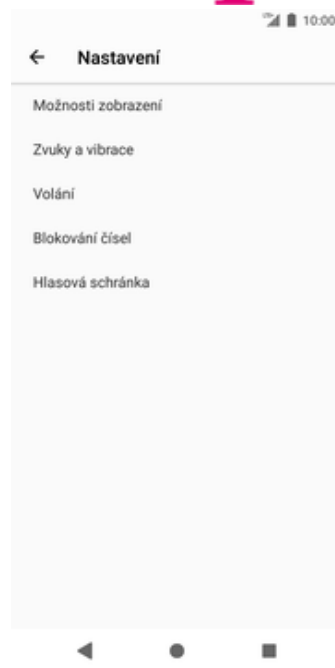 10:00
Nastavení
Možnosti zobrazení
Zvuky a vibrace
Volání
Blokování čísel
Hlasová schránka